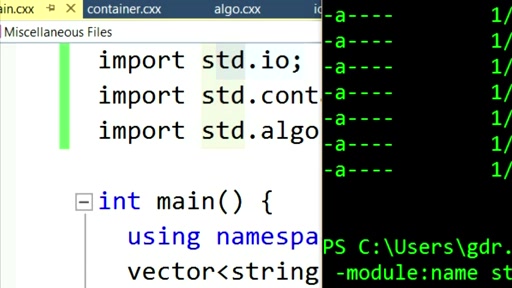 ain.cxx container.cxx algo.cxx
Miscellaneous Files
import std.io;
import std.cont
import std.algo
int main() {
using namespa
vector<string
-a---- 1/
-a---- 1/
-a---- 1/
-a---- 1/
-a---- 1/
-a---- 1/
PS C:\Users\gdr.
-module:name st